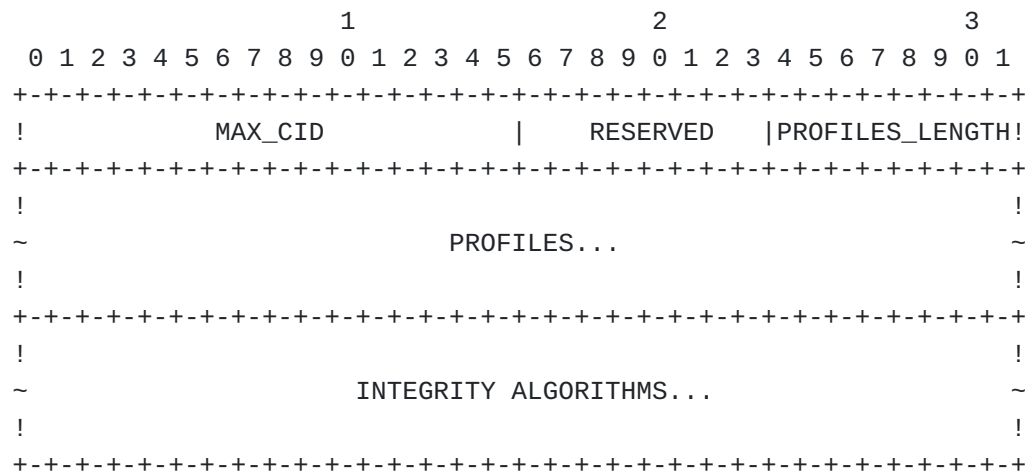 1                   2                   3
 0 1 2 3 4 5 6 7 8 9 0 1 2 3 4 5 6 7 8 9 0 1 2 3 4 5 6 7 8 9 0 1
+-+-+-+-+-+-+-+-+-+-+-+-+-+-+-+-+-+-+-+-+-+-+-+-+-+-+-+-+-+-+-+-+
!            MAX_CID            |    RESERVED   |PROFILES_LENGTH!
+-+-+-+-+-+-+-+-+-+-+-+-+-+-+-+-+-+-+-+-+-+-+-+-+-+-+-+-+-+-+-+-+
!                                                               !
~                           PROFILES...                         ~
!                                                               !
+-+-+-+-+-+-+-+-+-+-+-+-+-+-+-+-+-+-+-+-+-+-+-+-+-+-+-+-+-+-+-+-+
!                                                               !
~                     INTEGRITY ALGORITHMS...                   ~
!                                                               !
+-+-+-+-+-+-+-+-+-+-+-+-+-+-+-+-+-+-+-+-+-+-+-+-+-+-+-+-+-+-+-+-+